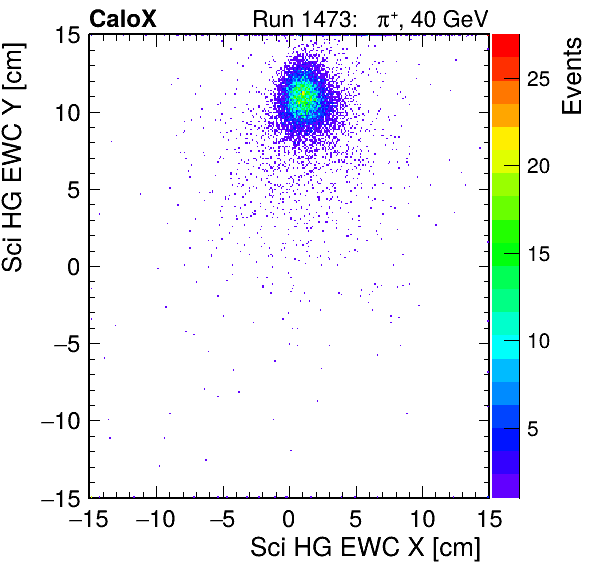 CaloX Run 1473: π⁺, 40 GeV
Sci HG EWC Y [cm]
15
10
5
0
−5
−10
−15
−15 −10 −5 0 5 10 15
Sci HG EWC X [cm]
Events
25
20
15
10
5